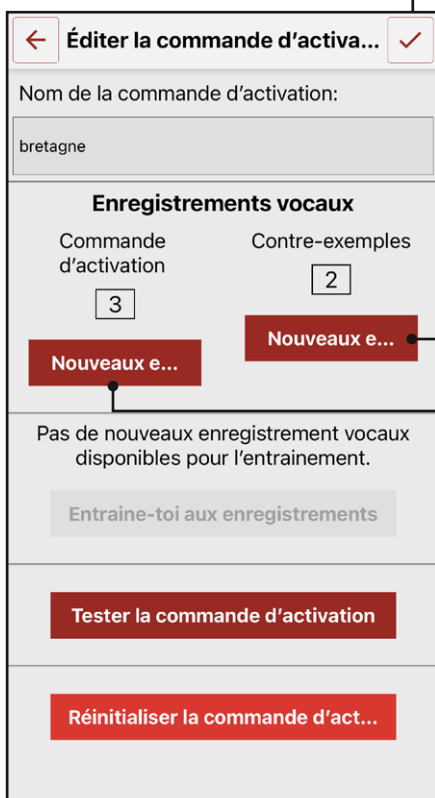 Éditer la commande d’activa...
Nom de la commande d’activation:
bretagne
Enregistrements vocaux
Commande
d’activation
3
Nouveaux e...
Contre-exemples
2
Nouveaux e...
Pas de nouveaux enregistrement vocaux
disponibles pour l’entrainement.
Entraine-toi aux enregistrements
Tester la commande d’activation
Réinitialiser la commande d’act...